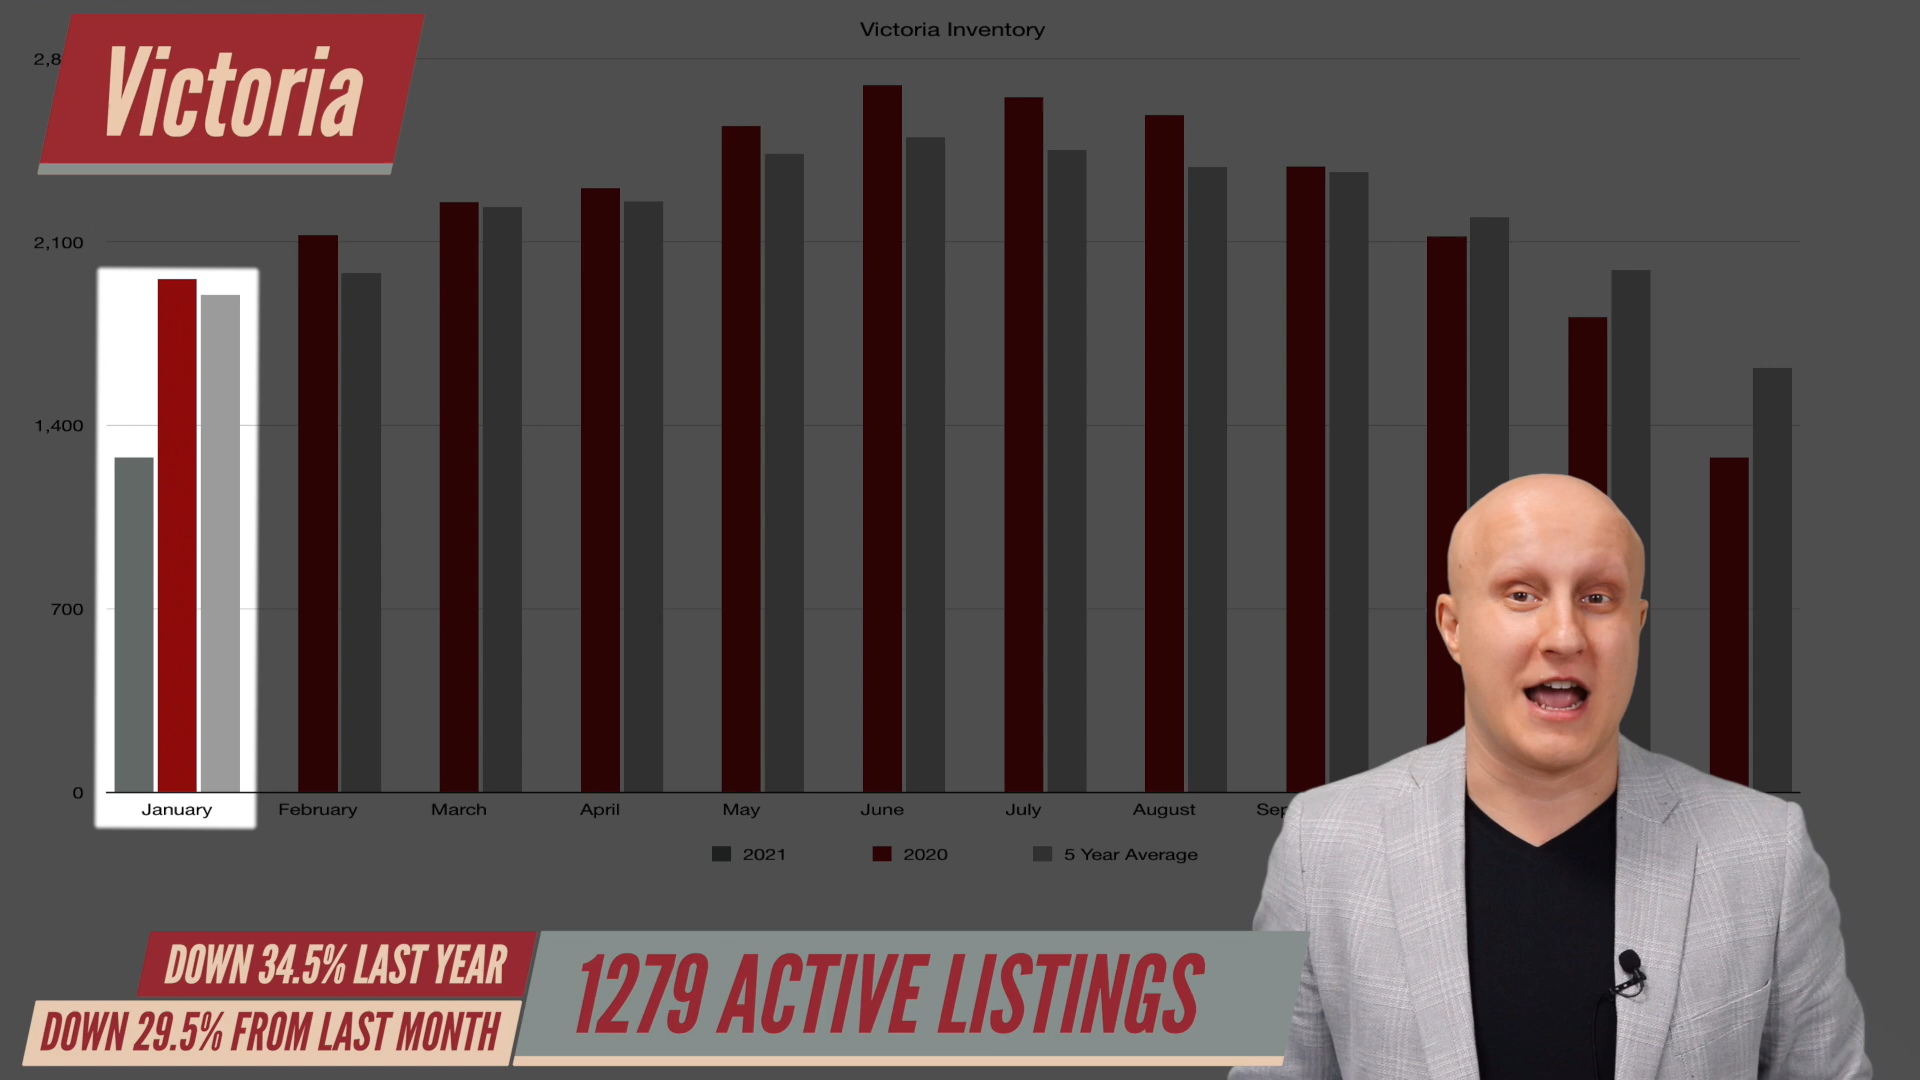 Victoria Inventory
Victoria
2,8
2,100
1,400
700
0
January February March April May June July August Sep
2021 2020 5 Year Average
DOWN 34.5% LAST YEAR
DOWN 29.5% FROM LAST MONTH
1279 ACTIVE LISTINGS